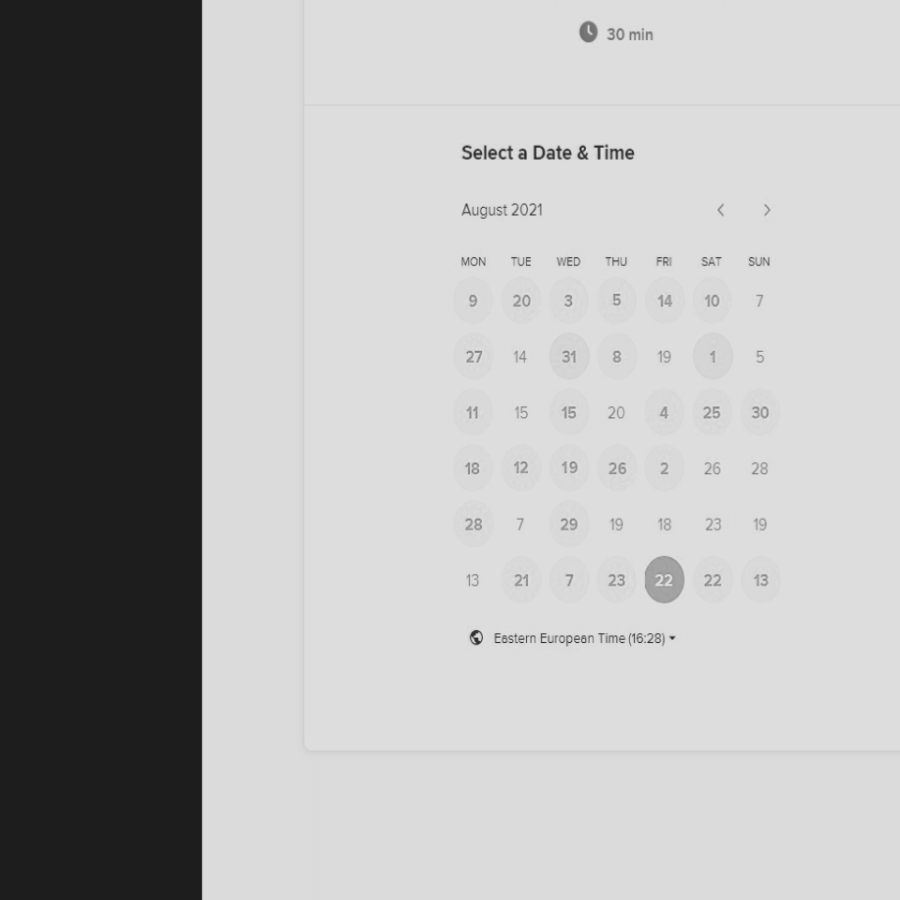 30 min
Select a Date & Time
August 2021
MON TUE WED THU FRI SAT SUN
9 20 3 5 14 10 7
27 14 31 8 19 1 5
11 15 15 20 4 25 30
18 12 19 26 2 26 28
28 7 29 19 18 23 19
13 21 7 23 22 22 13
Eastern European Time (16:28)